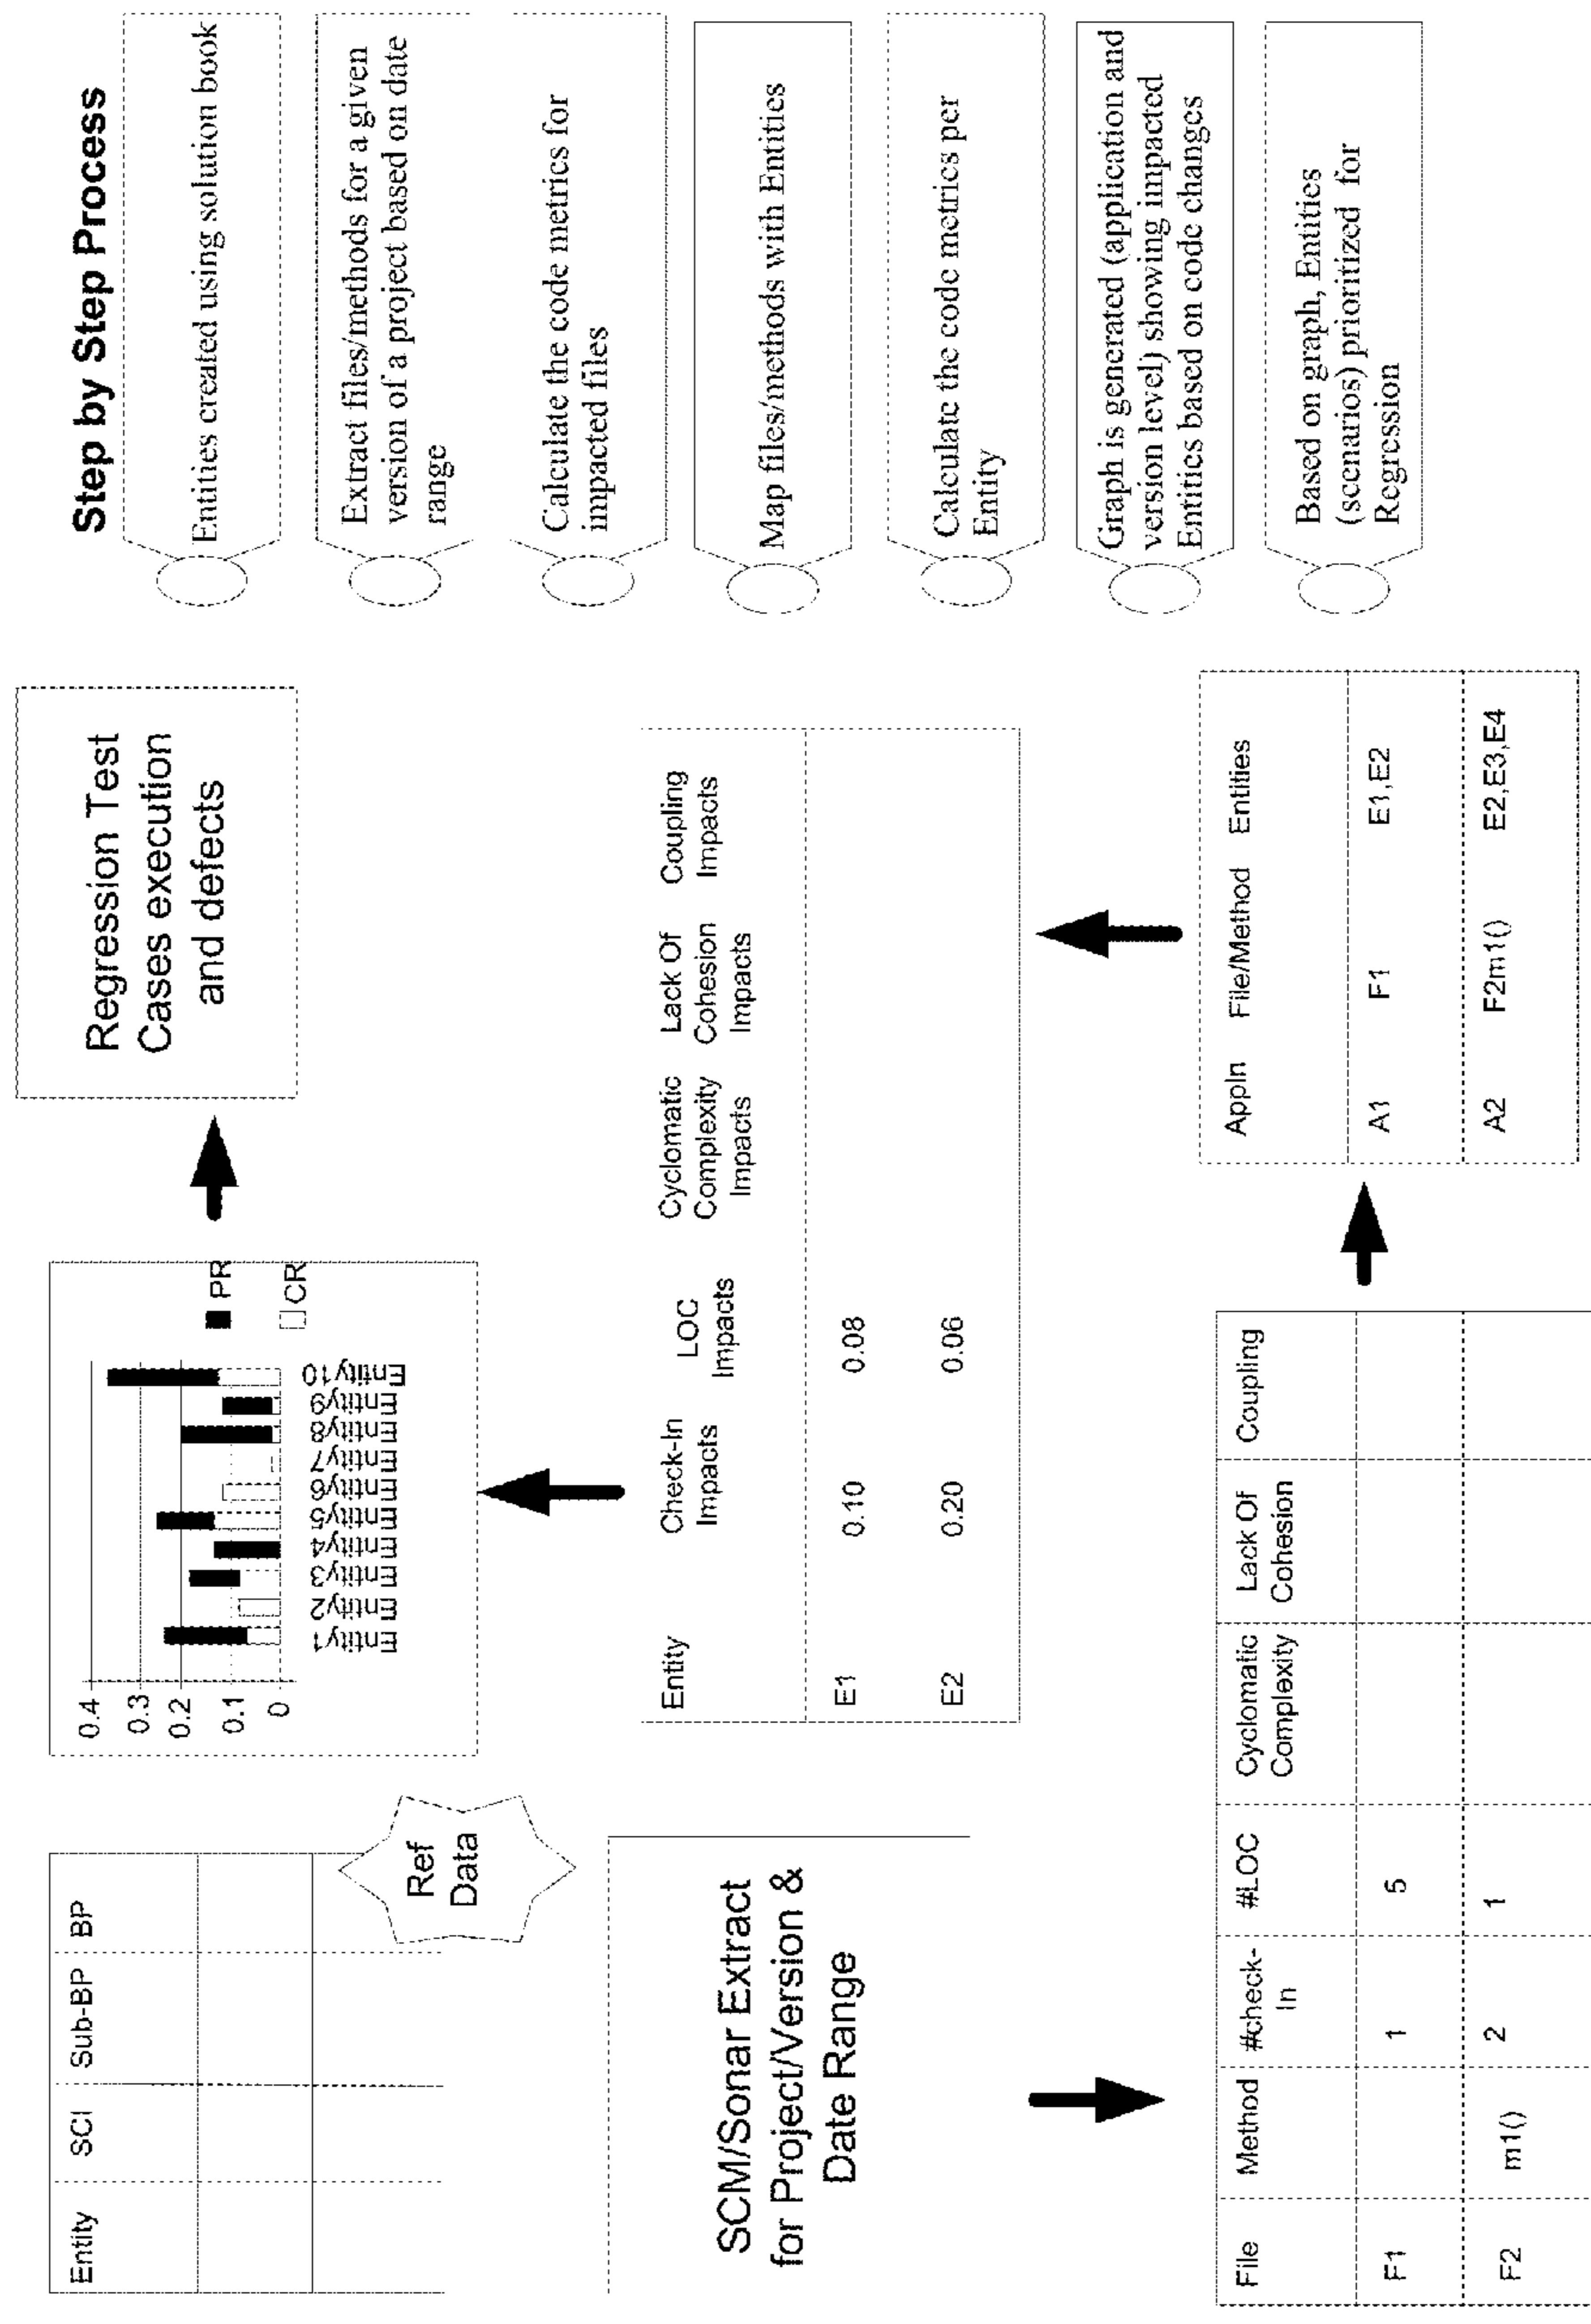 Entity SCI Sub-BP BP
Ref
Data
0.4
0.3
0.2
0.1
0
Entity1
Entity2
Entity3
Entity4
Entity5
Entity6
Entity7
Entity8
Entity9
Entity10
PR
CR
Regression Test
Cases execution
and defects
SCM/Sonar Extract
for Project/Version &
Date Range
Entity Check-In Impacts LOC Impacts Cyclomatic Complexity Impacts Lack Of Cohesion Impacts Coupling Impacts
E1 0.10 0.08
E2 0.20 0.06
File Method #check-In #LOC Cyclomatic Complexity Lack Of Cohesion Coupling
F1 1 5
F2 m1() 2 1
Appln File/Method Entities
A1 F1 E1,E2
A2 F2m1() E2,E3,E4
Step by Step Process
Entities created using solution book
Extract files/methods for a given
version of a project based on date
range
Calculate the code metrics for
impacted files
Map files/methods with Entities
Calculate the code metrics per
Entity
Graph is generated (application and
version level) showing impacted
Entities based on code changes
Based on graph, Entities
(scenarios) prioritized for
Regression